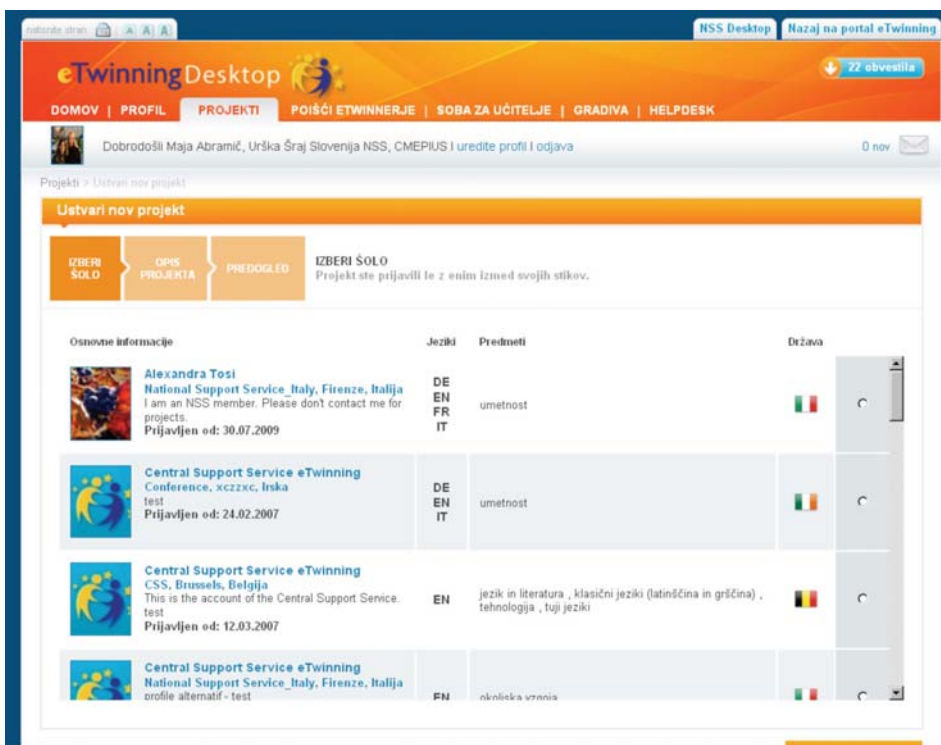 natisnite stran A A A
NSS Desktop Nazaj na portal eTwinning
eTwinning Desktop
22 obvestila
DOMOV | PROFIL PROJEKTI POIŠČI ETWINNERJE | SOBA ZA UČITELJE | GRADIVA | HELPDESK
Dobrodošli Maja Abramič, Urška Šraj Slovenija NSS, CMEPIUS I uredite profil I odjava
0 nov
Projekti > Ustvari nov projekt
Ustvari nov projekt
IZBERI ŠOLO
OPIS PROJEKTA
PREDOGLED
IZBERI ŠOLO
Projekt ste prijavili le z enim izmed svojih stikov.
Osnovne informacije Jeziki Predmeti Država
Alexandra Tosi
National Support Service_Italy, Firenze, Italija
I am an NSS member. Please don't contact me for
projects.
Prijavljen od: 30.07.2009
DE
EN
FR
IT
umetnost
Central Support Service eTwinning
Conference, xczzxc, Irska
test
Prijavljen od: 24.02.2007
DE
EN
IT
umetnost
Central Support Service eTwinning
CSS, Brussels, Belgija
This is the account of the Central Support Service.
test
Prijavljen od: 12.03.2007
EN
jezik in literatura , klasični jeziki (latinščina in grščina) ,
tehnologija , tuji jeziki
Central Support Service eTwinning
National Support Service_Italy, Firenze, Italija
profile alternatif - test
EN
okoljska vzgoja